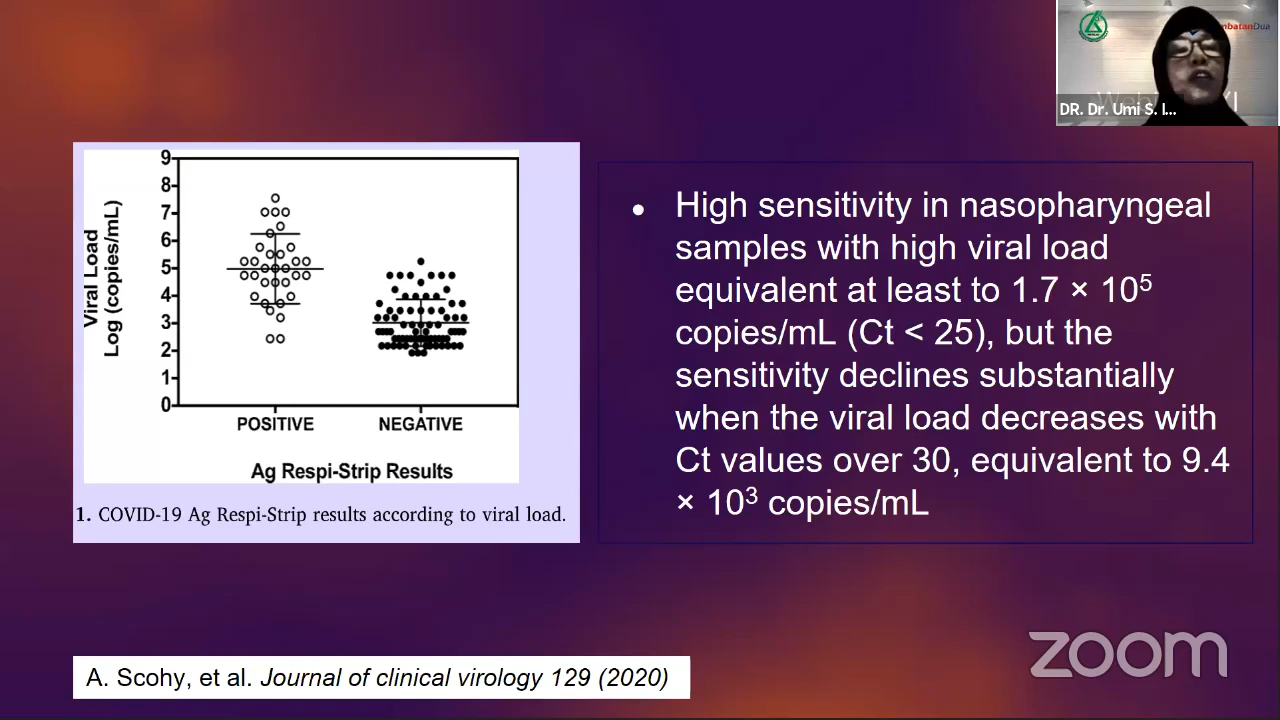 DR. Dr. Umi S. I...
9
8
7
6
5
4
3
2
1
0
Viral Load
Log (copies/mL)
POSITIVE
NEGATIVE
Ag Respi-Strip Results
1. COVID-19 Ag Respi-Strip results according to viral load.
• High sensitivity in nasopharyngeal
samples with high viral load
equivalent at least to 1.7 × 10⁵
copies/mL (Ct < 25), but the
sensitivity declines substantially
when the viral load decreases with
Ct values over 30, equivalent to 9.4
× 10³ copies/mL
A. Scohy, et al. Journal of clinical virology 129 (2020)
zoom